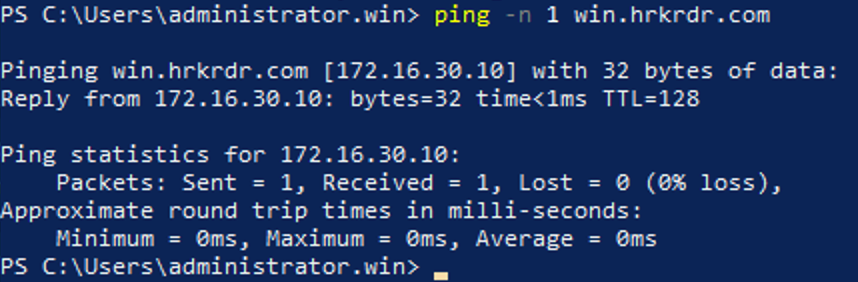 PS C:\Users\administrator.win> ping -n 1 win.hrkrdr.com
Pinging win.hrkrdr.com [172.16.30.10] with 32 bytes of data:
Reply from 172.16.30.10: bytes=32 time<1ms TTL=128
Ping statistics for 172.16.30.10:
    Packets: Sent = 1, Received = 1, Lost = 0 (0% loss),
Approximate round trip times in milli-seconds:
    Minimum = 0ms, Maximum = 0ms, Average = 0ms
PS C:\Users\administrator.win>